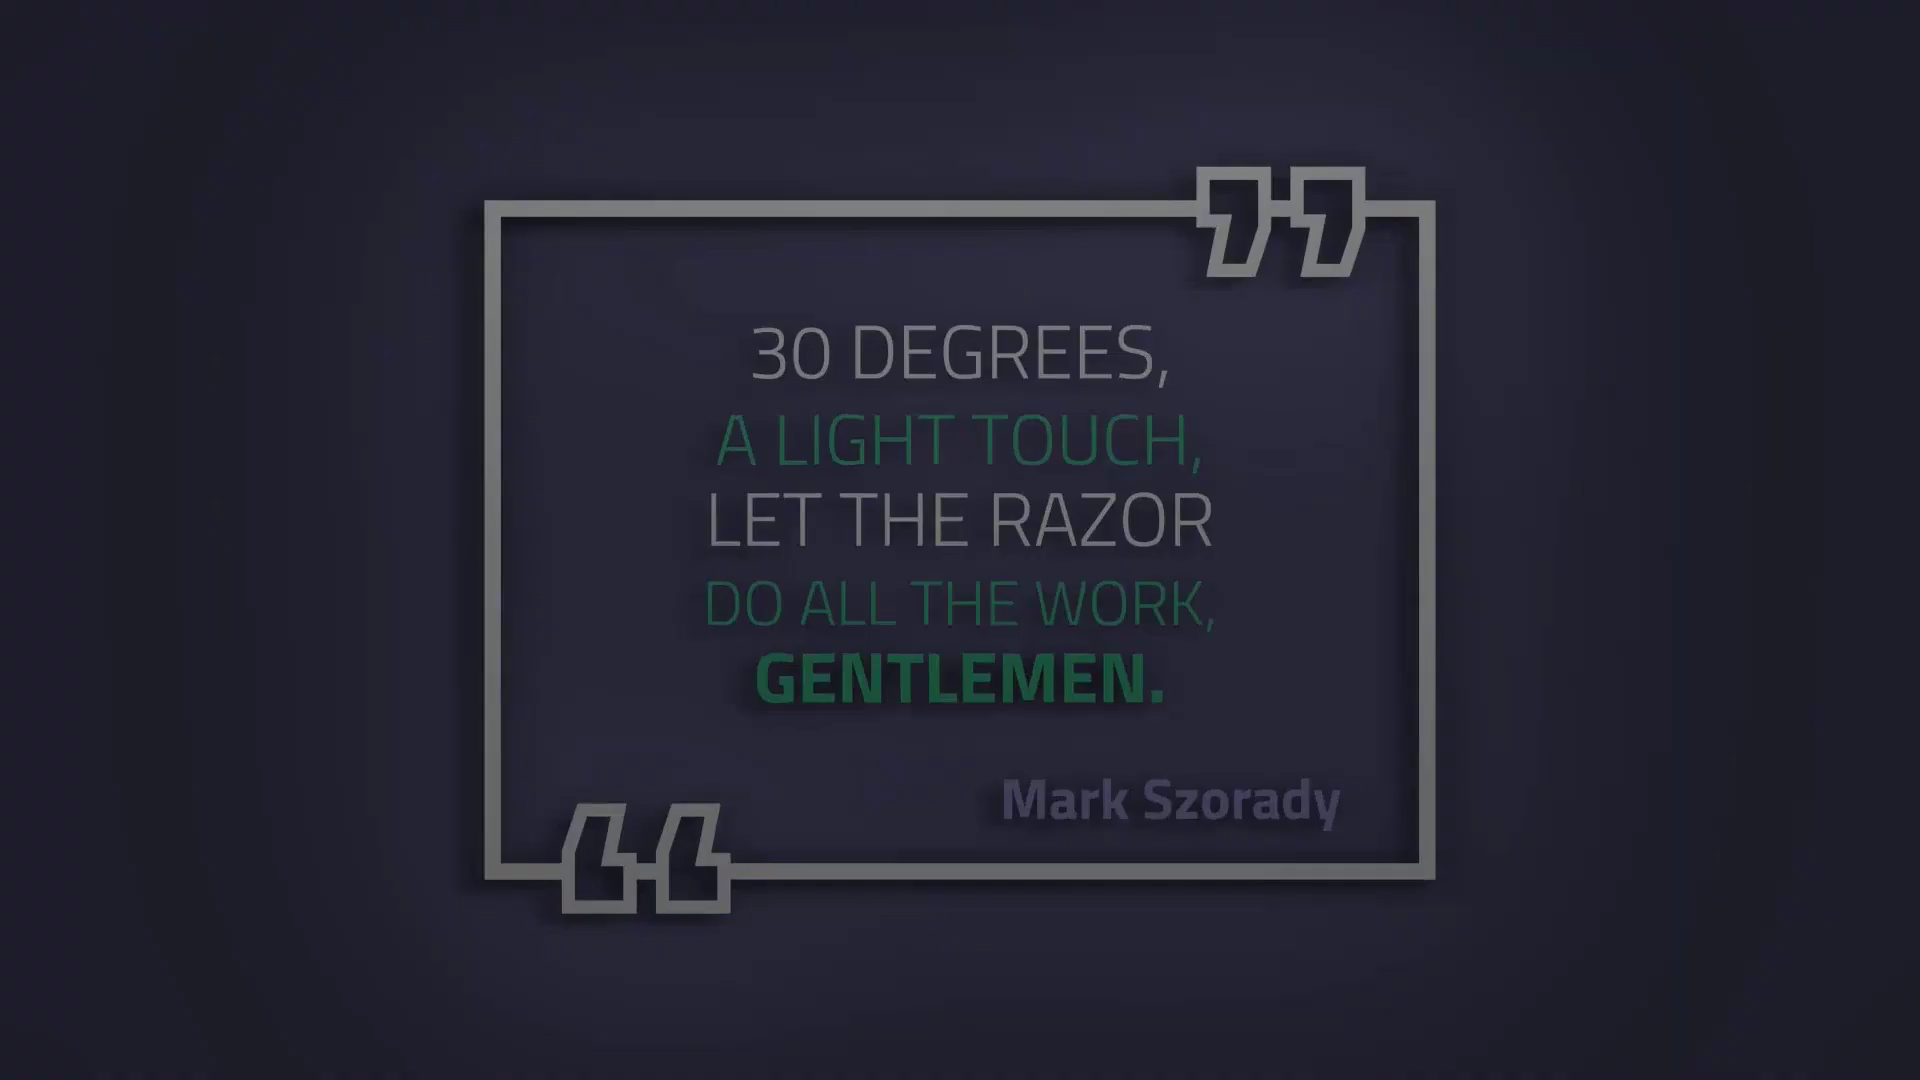 30 DEGREES,
A LIGHT TOUCH,
LET THE RAZOR
DO ALL THE WORK,
GENTLEMEN.
Mark Szorady